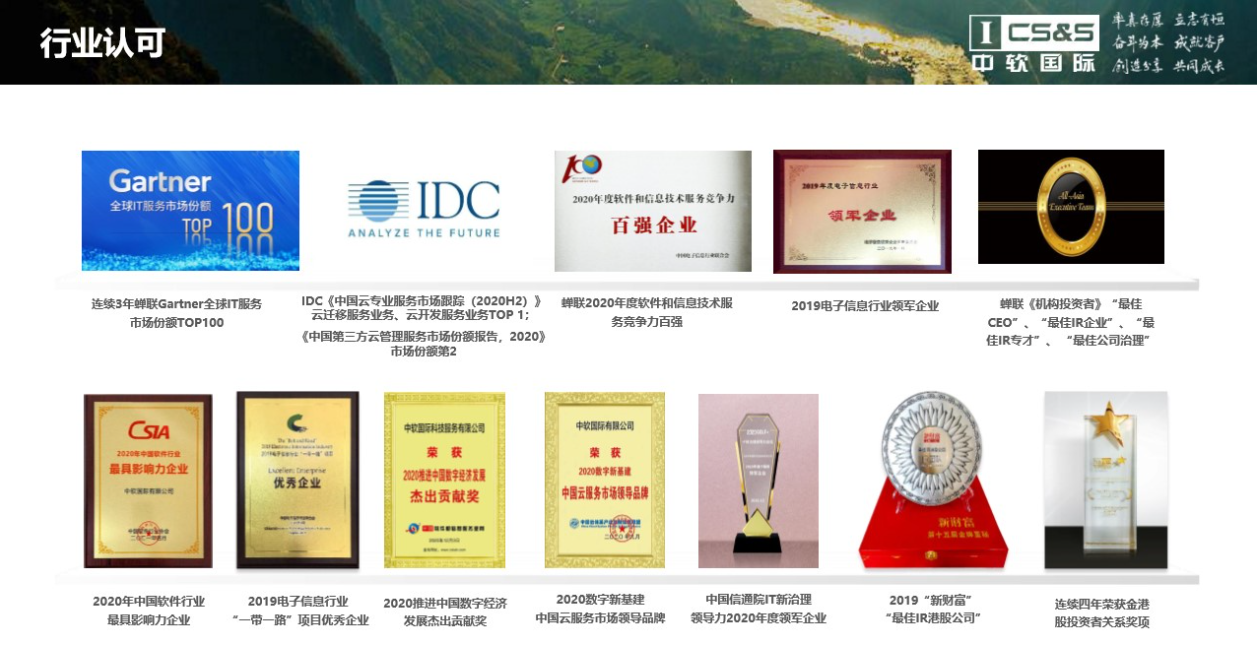 行业认可
I CS&S
中软国际
率真存厚 立志有恒
奋斗为本 成就客户
创造分享 共同成长
Gartner
全球IT服务市场份额
TOP 100
IDC
ANALYZE THE FUTURE
2020年度软件和信息技术服务竞争力
百强企业
中国电子信息行业联合会
2019年度电子信息行业
领军企业
All-Asia
Executive Team
连续3年蝉联Gartner全球IT服务
市场份额TOP100
IDC《中国云专业服务市场跟踪（2020H2）》
云迁移服务业务、云开发服务业务TOP 1；
《中国第三方云管理服务市场份额报告，2020》
市场份额第2
蝉联2020年度软件和信息技术服
务竞争力百强
2019电子信息行业领军企业
蝉联《机构投资者》“最佳
CEO”、“最佳IR企业”、“最
佳IR专才”、 “最佳公司治理”
CSIA
2020年中国软件行业
最具影响力企业
中软国际有限公司
Excellent Enterprise
优秀企业
中软国际科技服务有限公司
荣 获
2020推进中国数字经济发展
杰出贡献奖
中软国际有限公司
荣 获
2020数字新基建
中国云服务市场领导品牌
新财富
2020年中国软件行业
最具影响力企业
2019电子信息行业
“一带一路”项目优秀企业
2020推进中国数字经济
发展杰出贡献奖
2020数字新基建
中国云服务市场领导品牌
中国信通院IT新治理
领导力2020年度领军企业
2019“新财富”
“最佳IR港股公司”
连续四年荣获金港
股投资者关系奖项